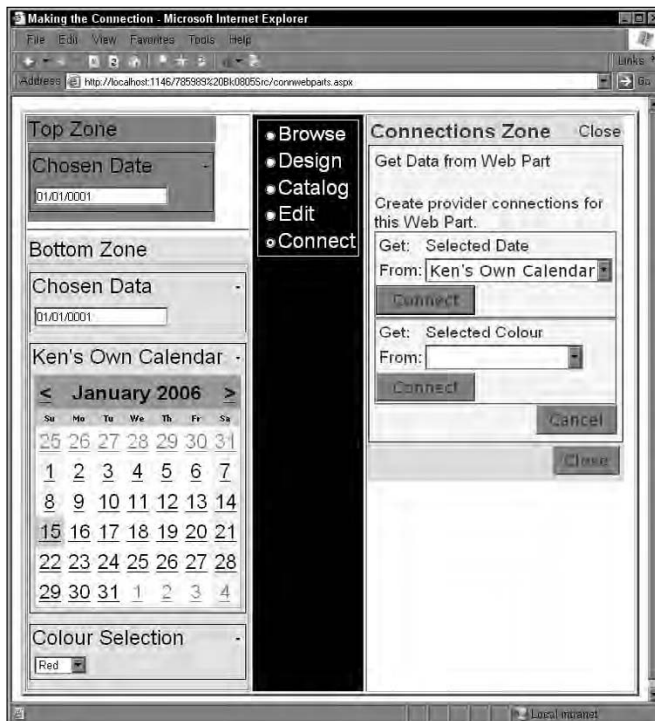 Making the Connection - Microsoft Internet Explorer
File Edit View Favorites Tools Help
Links
Address http://localhost:1146/785989%20Bk0805Src/connwebparts.aspx Go
Top Zone
Chosen Date -
01/01/0001
Bottom Zone
Chosen Data -
01/01/0001
Ken's Own Calendar -
< January 2006 >
Su Mo Tu We Th Fr Sa
25 26 27 28 29 30 31
1 2 3 4 5 6 7
8 9 10 11 12 13 14
15 16 17 18 19 20 21
22 23 24 25 26 27 28
29 30 31 1 2 3 4
Colour Selection -
Red
Browse
Design
Catalog
Edit
Connect
Connections Zone Close
Get Data from Web Part
Create provider connections for
this Web Part.
Get: Selected Date
From: Ken's Own Calendar
Connect
Get: Selected Colour
From:
Connect
Cancel
Close
Local intranet